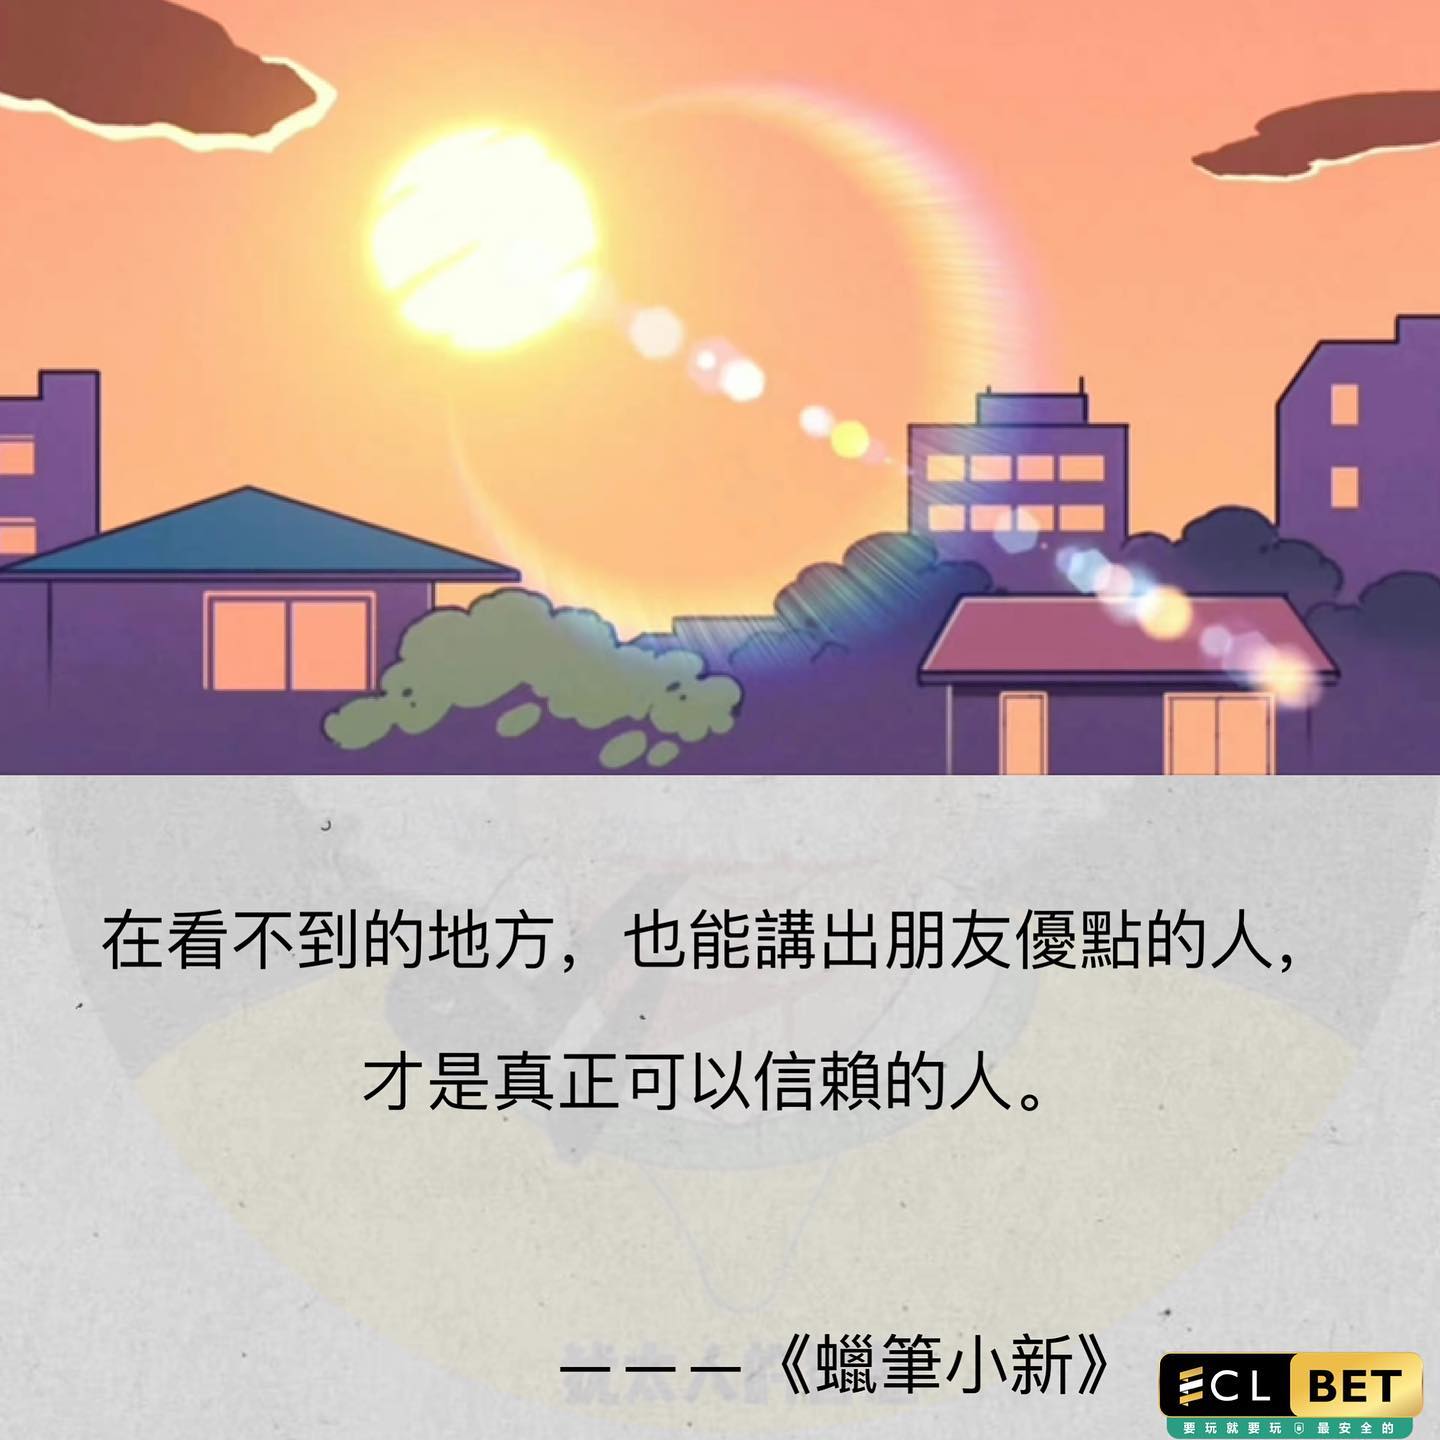 在看不到的地方，也能講出朋友優點的人，
才是真正可以信賴的人。
———《蠟筆小新》
ECL BET
要玩就要玩最安全的